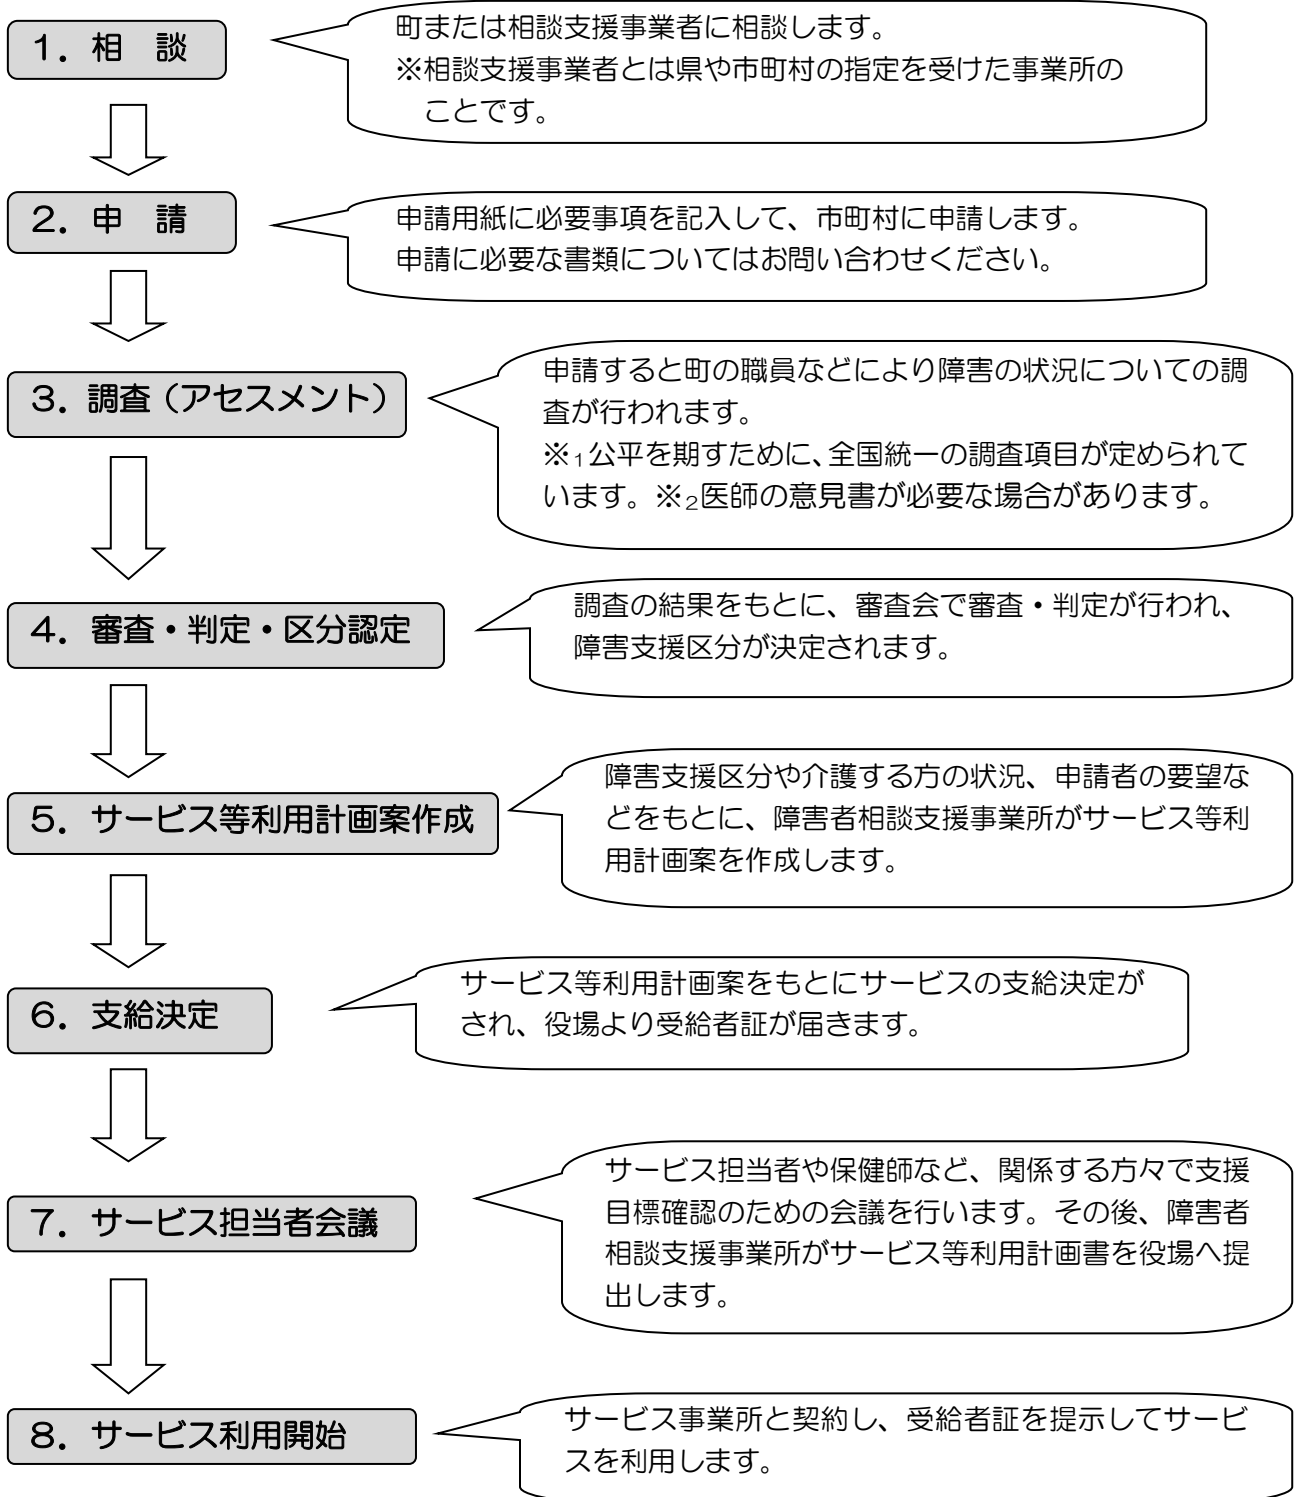 １．相　談
町または相談支援事業者に相談します。
※相談支援事業者とは県や市町村の指定を受けた事業所の
ことです。
２．申　請
申請用紙に必要事項を記入して、市町村に申請します。
申請に必要な書類についてはお問い合わせください。
３．調査（アセスメント）
申請すると町の職員などにより障害の状況についての調
査が行われます。
※₁公平を期すために、全国統一の調査項目が定められて
います。※₂医師の意見書が必要な場合があります。
４．審査・判定・区分認定
調査の結果をもとに、審査会で審査・判定が行われ、
障害支援区分が決定されます。
５．サービス等利用計画案作成
障害支援区分や介護する方の状況、申請者の要望な
どをもとに、障害者相談支援事業所がサービス等利
用計画案を作成します。
６．支給決定
サービス等利用計画案をもとにサービスの支給決定が
され、役場より受給者証が届きます。
７．サービス担当者会議
サービス担当者や保健師など、関係する方々で支援
目標確認のための会議を行います。その後、障害者
相談支援事業所がサービス等利用計画書を役場へ提
出します。
８．サービス利用開始
サービス事業所と契約し、受給者証を提示してサービ
スを利用します。